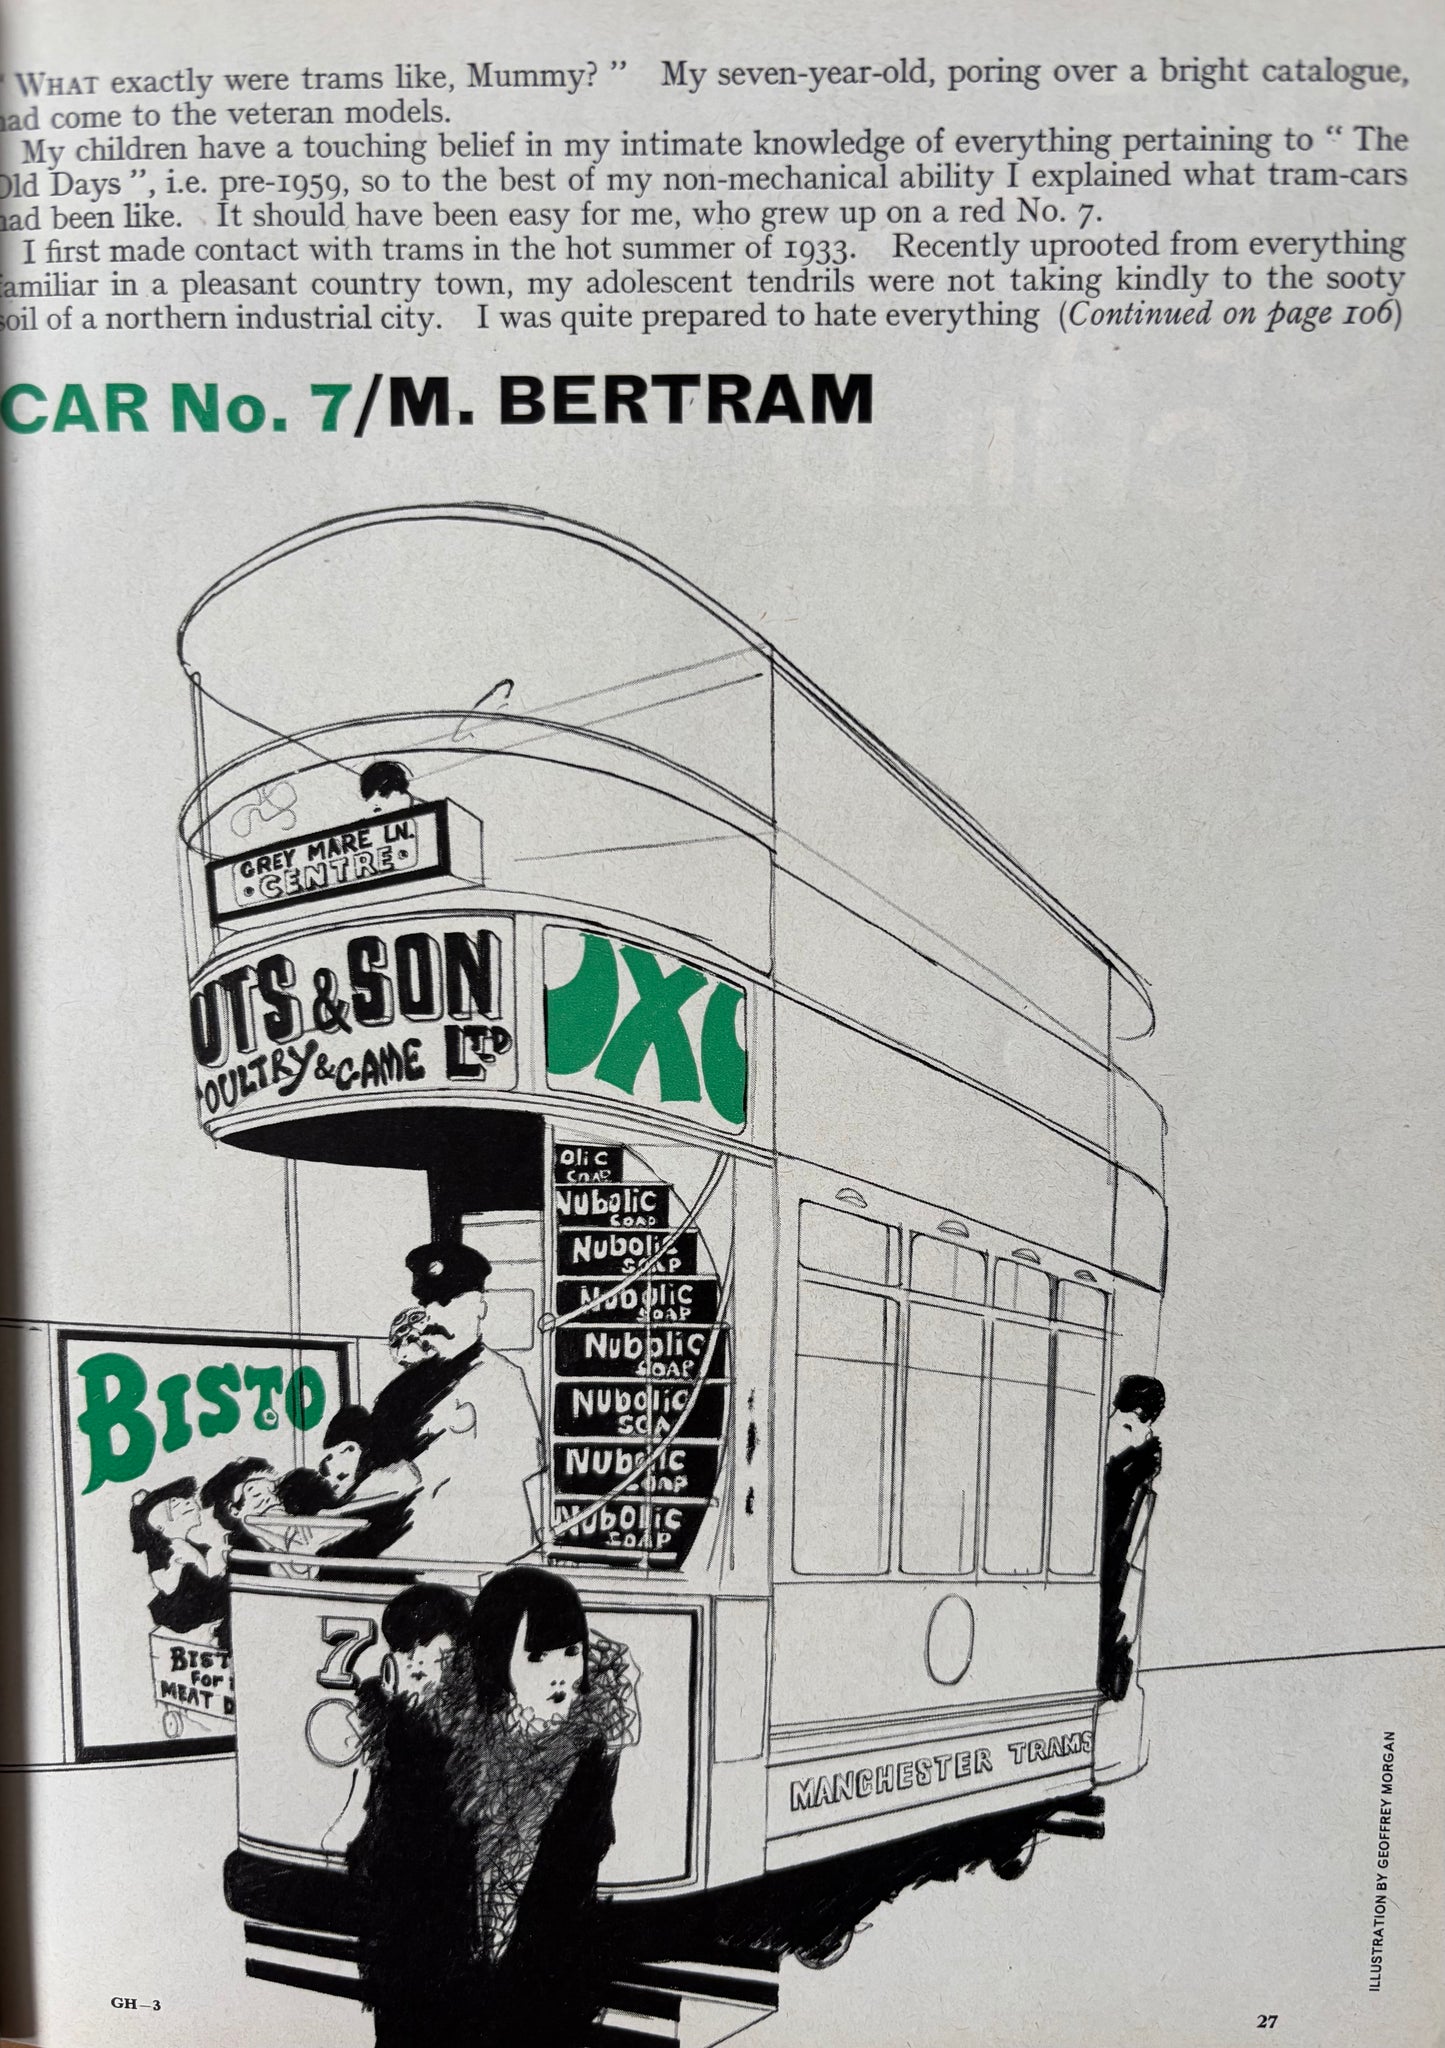 " WHAT exactly were trams like, Mummy? " My seven-year-old, poring over a bright catalogue,
ad come to the veteran models.
My children have a touching belief in my intimate knowledge of everything pertaining to " The
Old Days ", i.e. pre-1959, so to the best of my non-mechanical ability I explained what tram-cars
ad been like. It should have been easy for me, who grew up on a red No. 7.
I first made contact with trams in the hot summer of 1933. Recently uprooted from everything
amiliar in a pleasant country town, my adolescent tendrils were not taking kindly to the sooty
soil of a northern industrial city. I was quite prepared to hate everything (Continued on page 106)
CAR No. 7/M. BERTRAM
GREY MARE LN.
·CENTRE·
UTS & SON
OULTRY & GAME LTD
OXO
OLIC
SOAP
NUBOLIC
SOAP
NUBOLIC
SOAP
NUBOLIC
SOAP
NUBOLIC
SOAP
NUBOLIC
SOA
NUBOLIC
SOAP
NUBOLIC
SOAP
BISTO
7
BIST
FOR
MEAT D
MANCHESTER TRAMS
ILLUSTRATION BY GEOFFREY MORGAN
GH–3
27